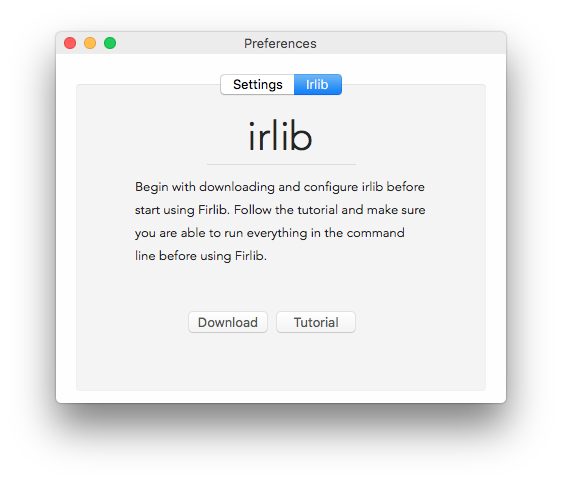 Preferences
Settings Irlib
irlib
Begin with downloading and configure irlib before
start using Firlib. Follow the tutorial and make sure
you are able to run everything in the command
line before using Firlib.
Download Tutorial